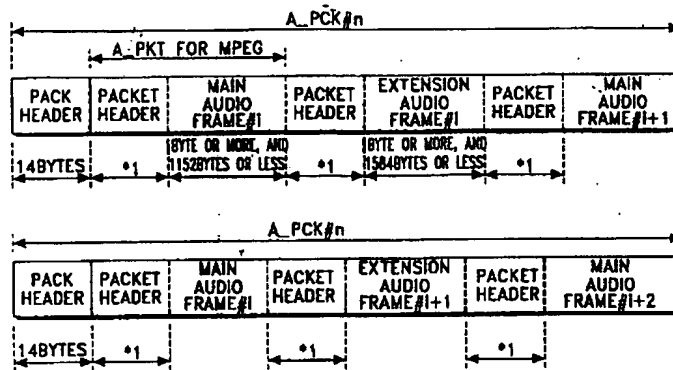 A_PCK#n
A_PKT FOR MPEG
PACK HEADER PACKET HEADER MAIN AUDIO FRAME#I PACKET HEADER EXTENSION AUDIO FRAME#I PACKET HEADER MAIN AUDIO FRAME#I+1
14BYTES *1 1BYTE OR MORE, AND 1152BYTES OR LESS *1 1BYTE OR MORE, AND 1584BYTES OR LESS *1
A_PCK#n
PACK HEADER PACKET HEADER MAIN AUDIO FRAME#I PACKET HEADER EXTENSION AUDIO FRAME#I+1 PACKET HEADER MAIN AUDIO FRAME#I+2
14BYTES *1 *1 *1